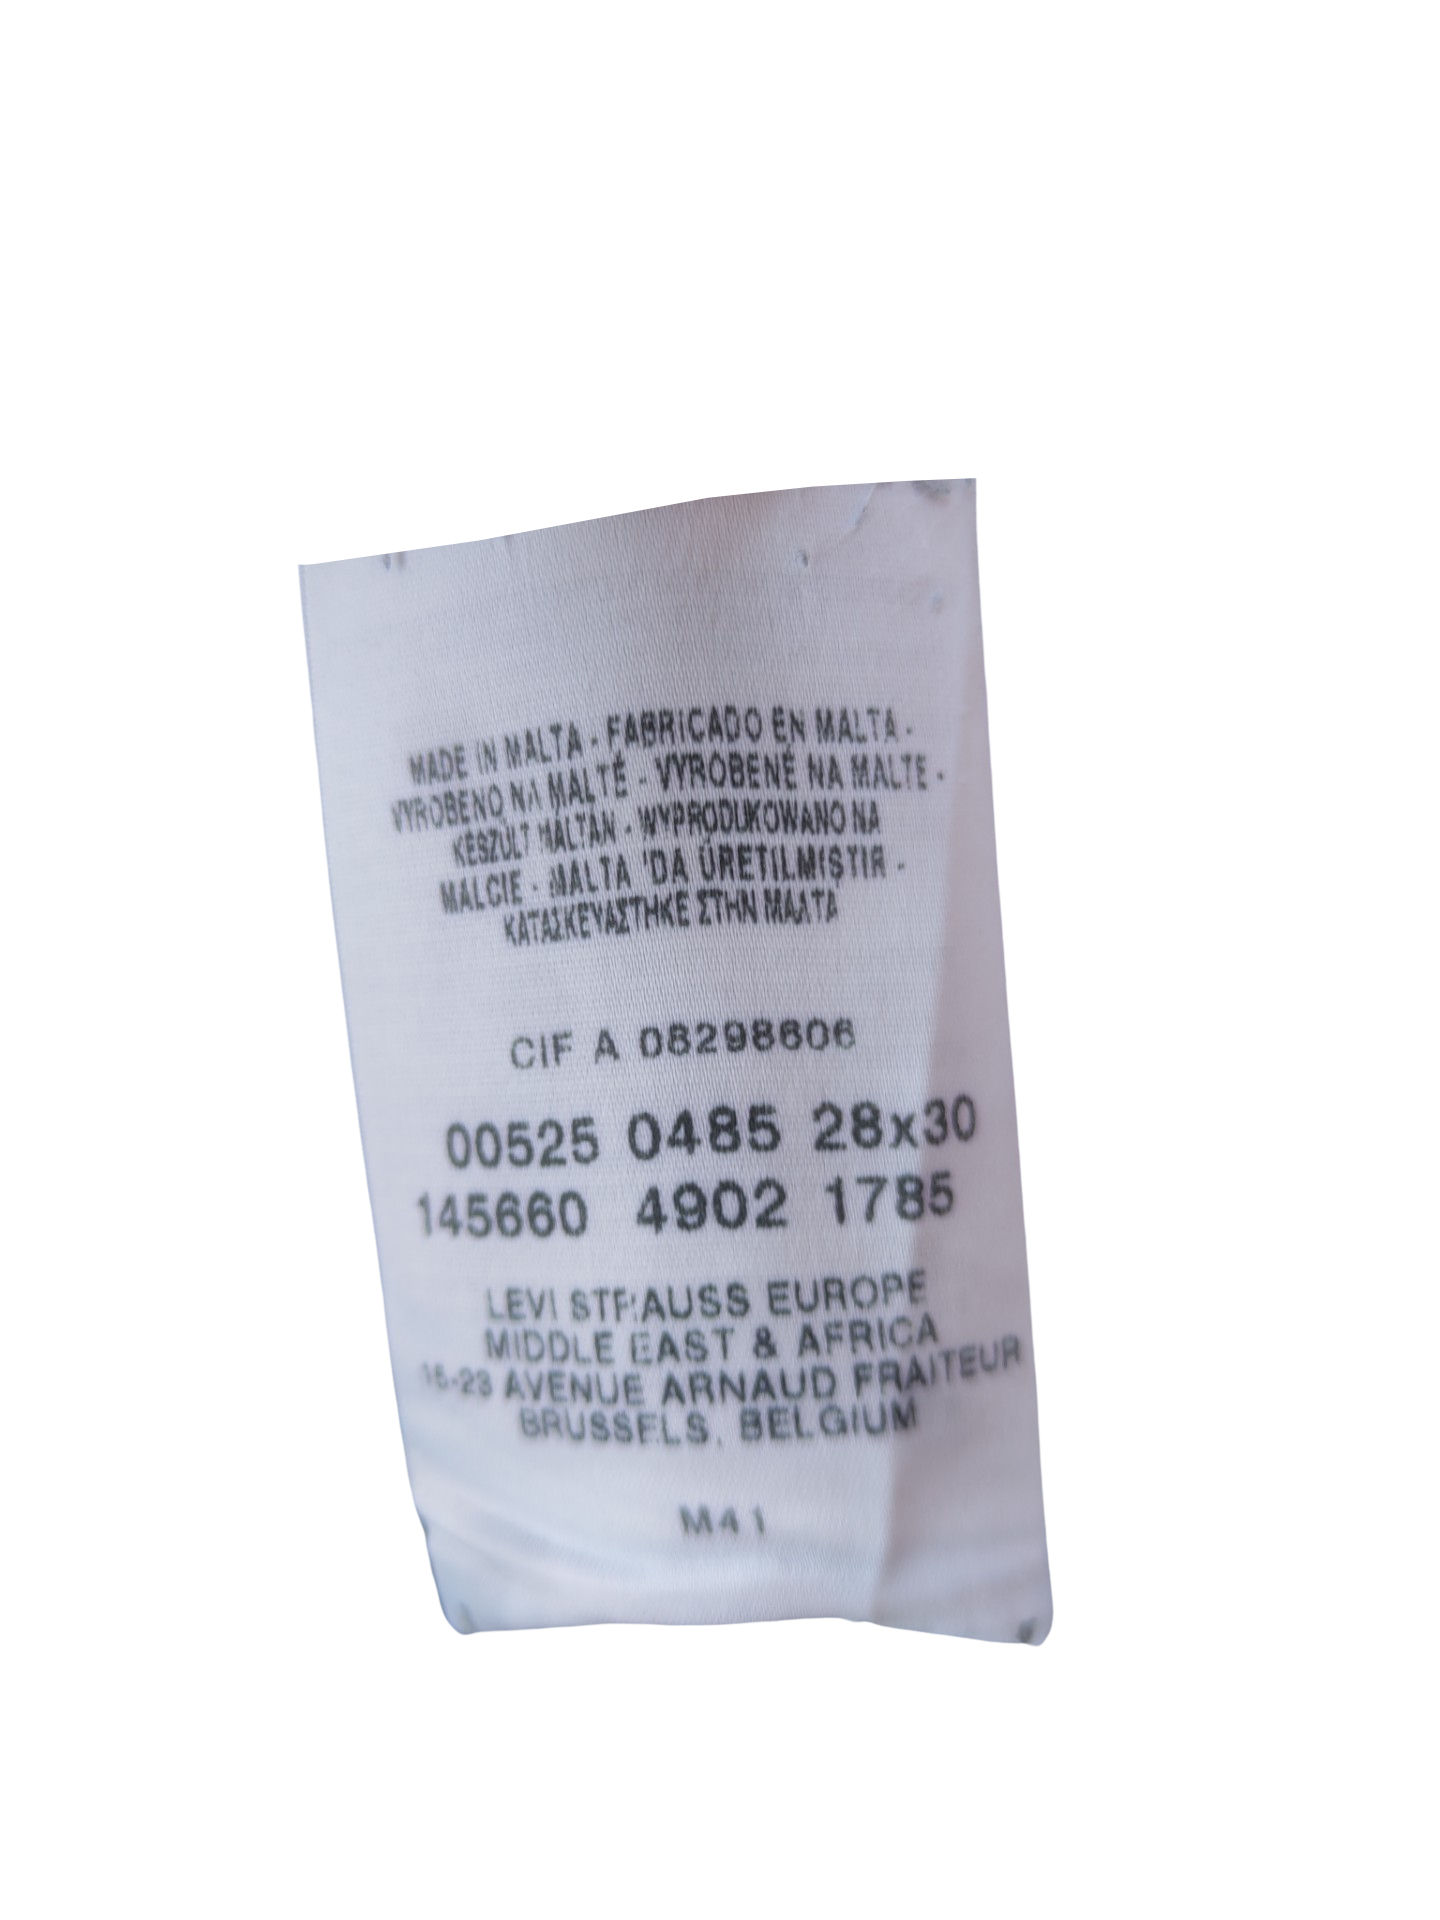 MADE IN MALTA - FABRICADO EN MALTA -
VYROBENO NA MALTĚ - VYROBENÉ NA MALTE -
KÉSZÜLT MÁLTÁN - WYPRODUKOWANO NA
MALCIE - MALTA 'DA ÜRETILMISTIR -
ΚΑΤΑΣΚΕΥΑΣΤΗΚΕ ΣΤΗΝ ΜΑΛΤΑ
CIF A 08298606
00525 0485 28x30
145660 4902 1785
LEVI STRAUSS EUROPE
MIDDLE EAST & AFRICA
15-23 AVENUE ARNAUD FRAITEUR
BRUSSELS, BELGIUM
M41